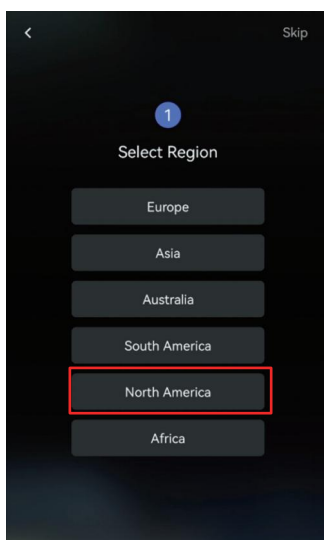 Skip
1
Select Region
Europe
Asia
Australia
South America
North America
Africa